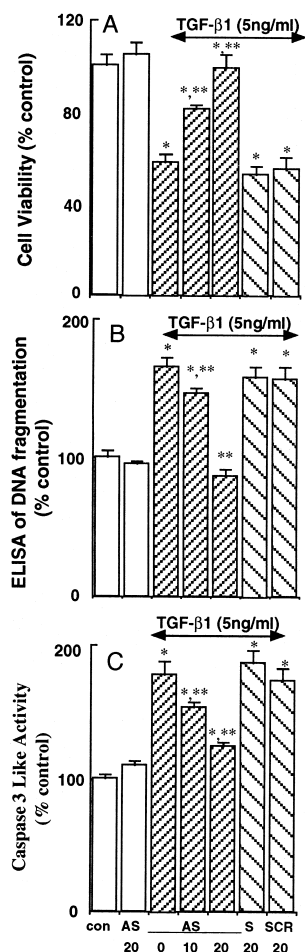 A
TGF-β1 (5ng/ml)
120
80
40
0
Cell Viability (% control)
*
*,**
*,**
*
*
B
TGF-β1 (5ng/ml)
200
100
0
ELISA of DNA fragmentation
(% control)
*
*,**
**
*
*
TGF-β1 (5ng/ml)
C
200
100
0
Caspase 3 Like Activity
(% control)
*
*,**
*,**
*
*
con AS AS S SCR
20 0 10 20 20 20